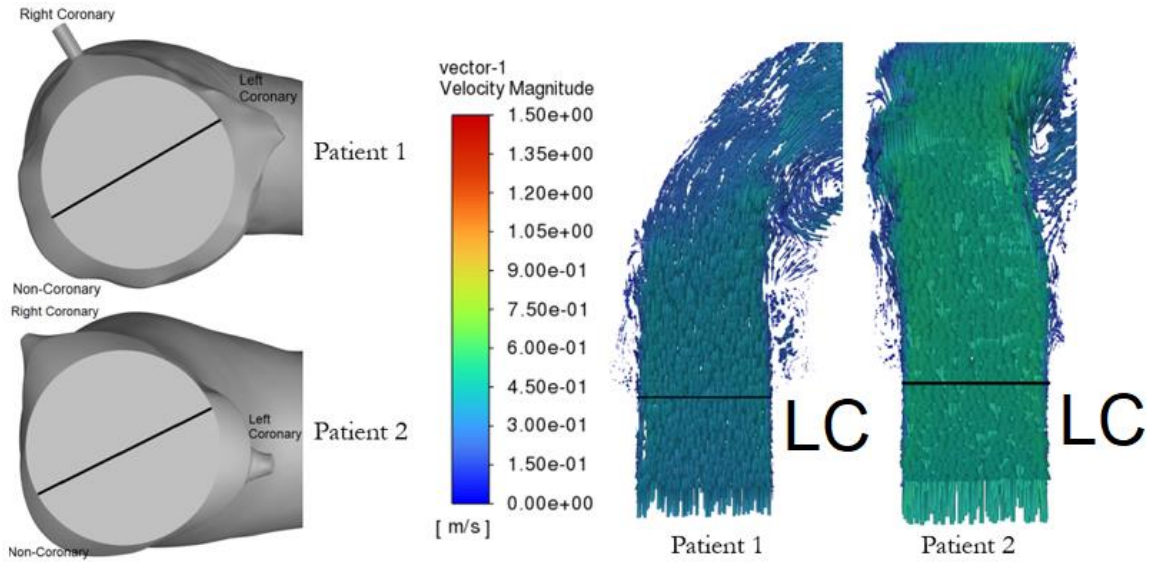 Right Coronary
Left
Coronary
Patient 1
Non-Coronary
Right Coronary
Left
Coronary
Patient 2
Non-Coronary
vector-1
Velocity Magnitude
1.50e+00
1.35e+00
1.20e+00
1.05e+00
9.00e-01
7.50e-01
6.00e-01
4.50e-01
3.00e-01
1.50e-01
0.00e+00
[ m/s ]
LC
LC
Patient 1
Patient 2